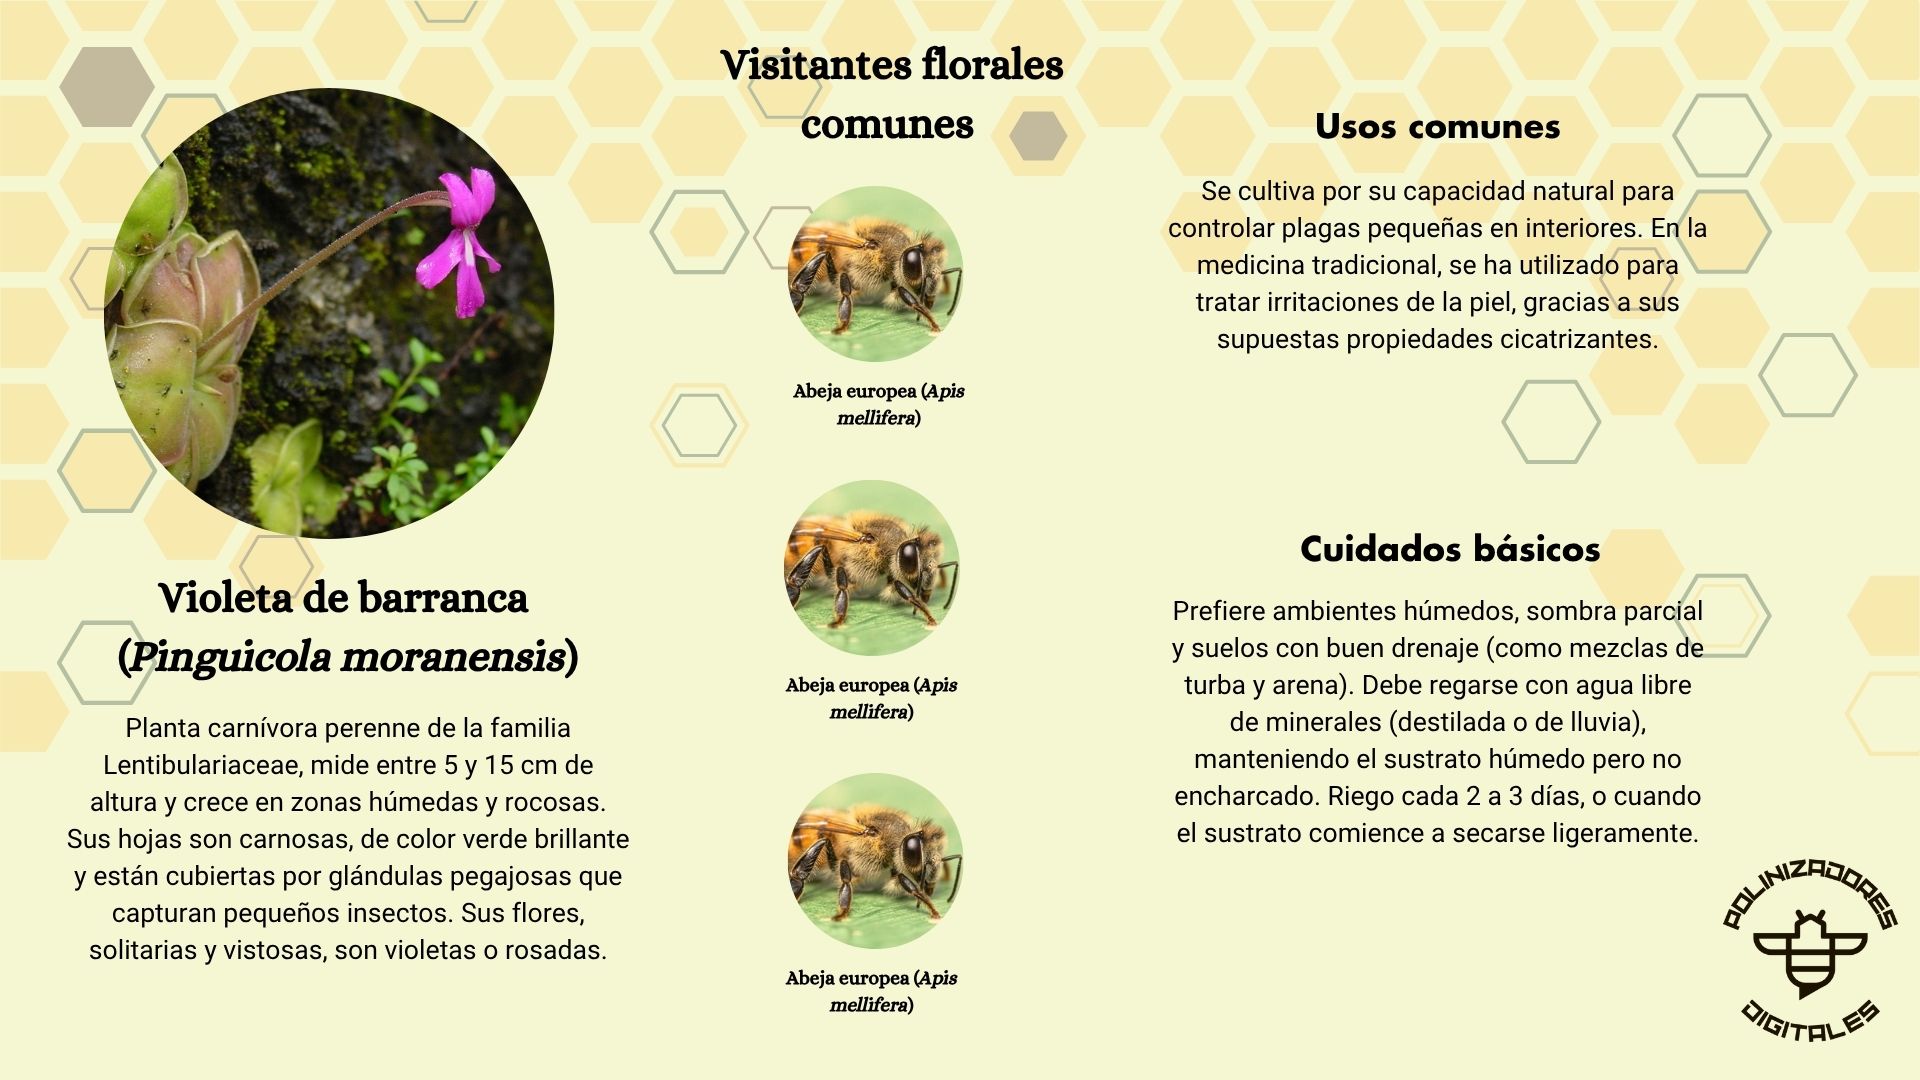 Violeta de barranca
(Pinguicola moranensis)
Planta carnívora perenne de la familia
Lentibulariaceae, mide entre 5 y 15 cm de
altura y crece en zonas húmedas y rocosas.
Sus hojas son carnosas, de color verde brillante
y están cubiertas por glándulas pegajosas que
capturan pequeños insectos. Sus flores,
solitarias y vistosas, son violetas o rosadas.
Visitantes florales
comunes
Abeja europea (Apis
mellifera)
Abeja europea (Apis
mellifera)
Abeja europea (Apis
mellifera)
Usos comunes
Se cultiva por su capacidad natural para
controlar plagas pequeñas en interiores. En la
medicina tradicional, se ha utilizado para
tratar irritaciones de la piel, gracias a sus
supuestas propiedades cicatrizantes.
Cuidados básicos
Prefiere ambientes húmedos, sombra parcial
y suelos con buen drenaje (como mezclas de
turba y arena). Debe regarse con agua libre
de minerales (destilada o de lluvia),
manteniendo el sustrato húmedo pero no
encharcado. Riego cada 2 a 3 días, o cuando
el sustrato comience a secarse ligeramente.
POLINIZADORES
DIGITALES